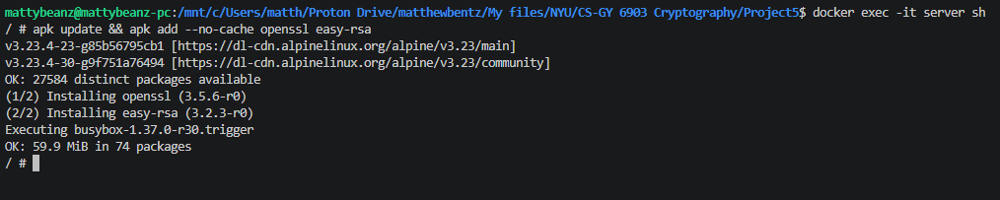 mattybeanz@mattybeanz-pc:/mnt/c/Users/matth/Proton Drive/matthewbentz/My files/NYU/CS-GY 6903 Cryptography/Project5$ docker exec -it server sh
/ # apk update && apk add --no-cache openssl easy-rsa
v3.23.4-23-g85b56795cb1 [https://dl-cdn.alpinelinux.org/alpine/v3.23/main]
v3.23.4-30-g9f751a76494 [https://dl-cdn.alpinelinux.org/alpine/v3.23/community]
OK: 27584 distinct packages available
(1/2) Installing openssl (3.5.6-r0)
(2/2) Installing easy-rsa (3.2.3-r0)
Executing busybox-1.37.0-r30.trigger
OK: 59.9 MiB in 74 packages
/ #